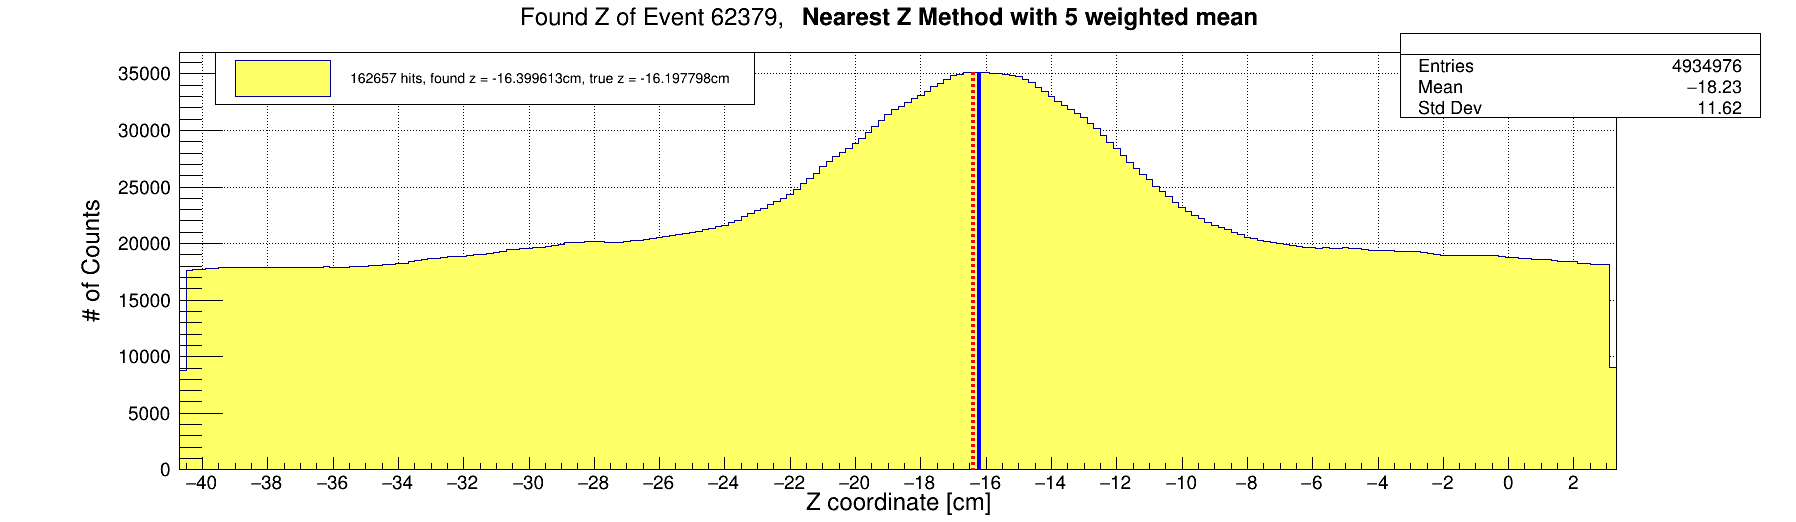 Found Z of Event 62379, Nearest Z Method with 5 weighted mean
162657 hits, found z = -16.399613cm, true z = -16.197798cm
Entries 4934976
Mean −18.23
Std Dev 11.62
# of Counts
35000
30000
25000
20000
15000
10000
5000
0
−40 −38 −36 −34 −32 −30 −28 −26 −24 −22 −20 −18 −16 −14 −12 −10 −8 −6 −4 −2 0 2
Z coordinate [cm]